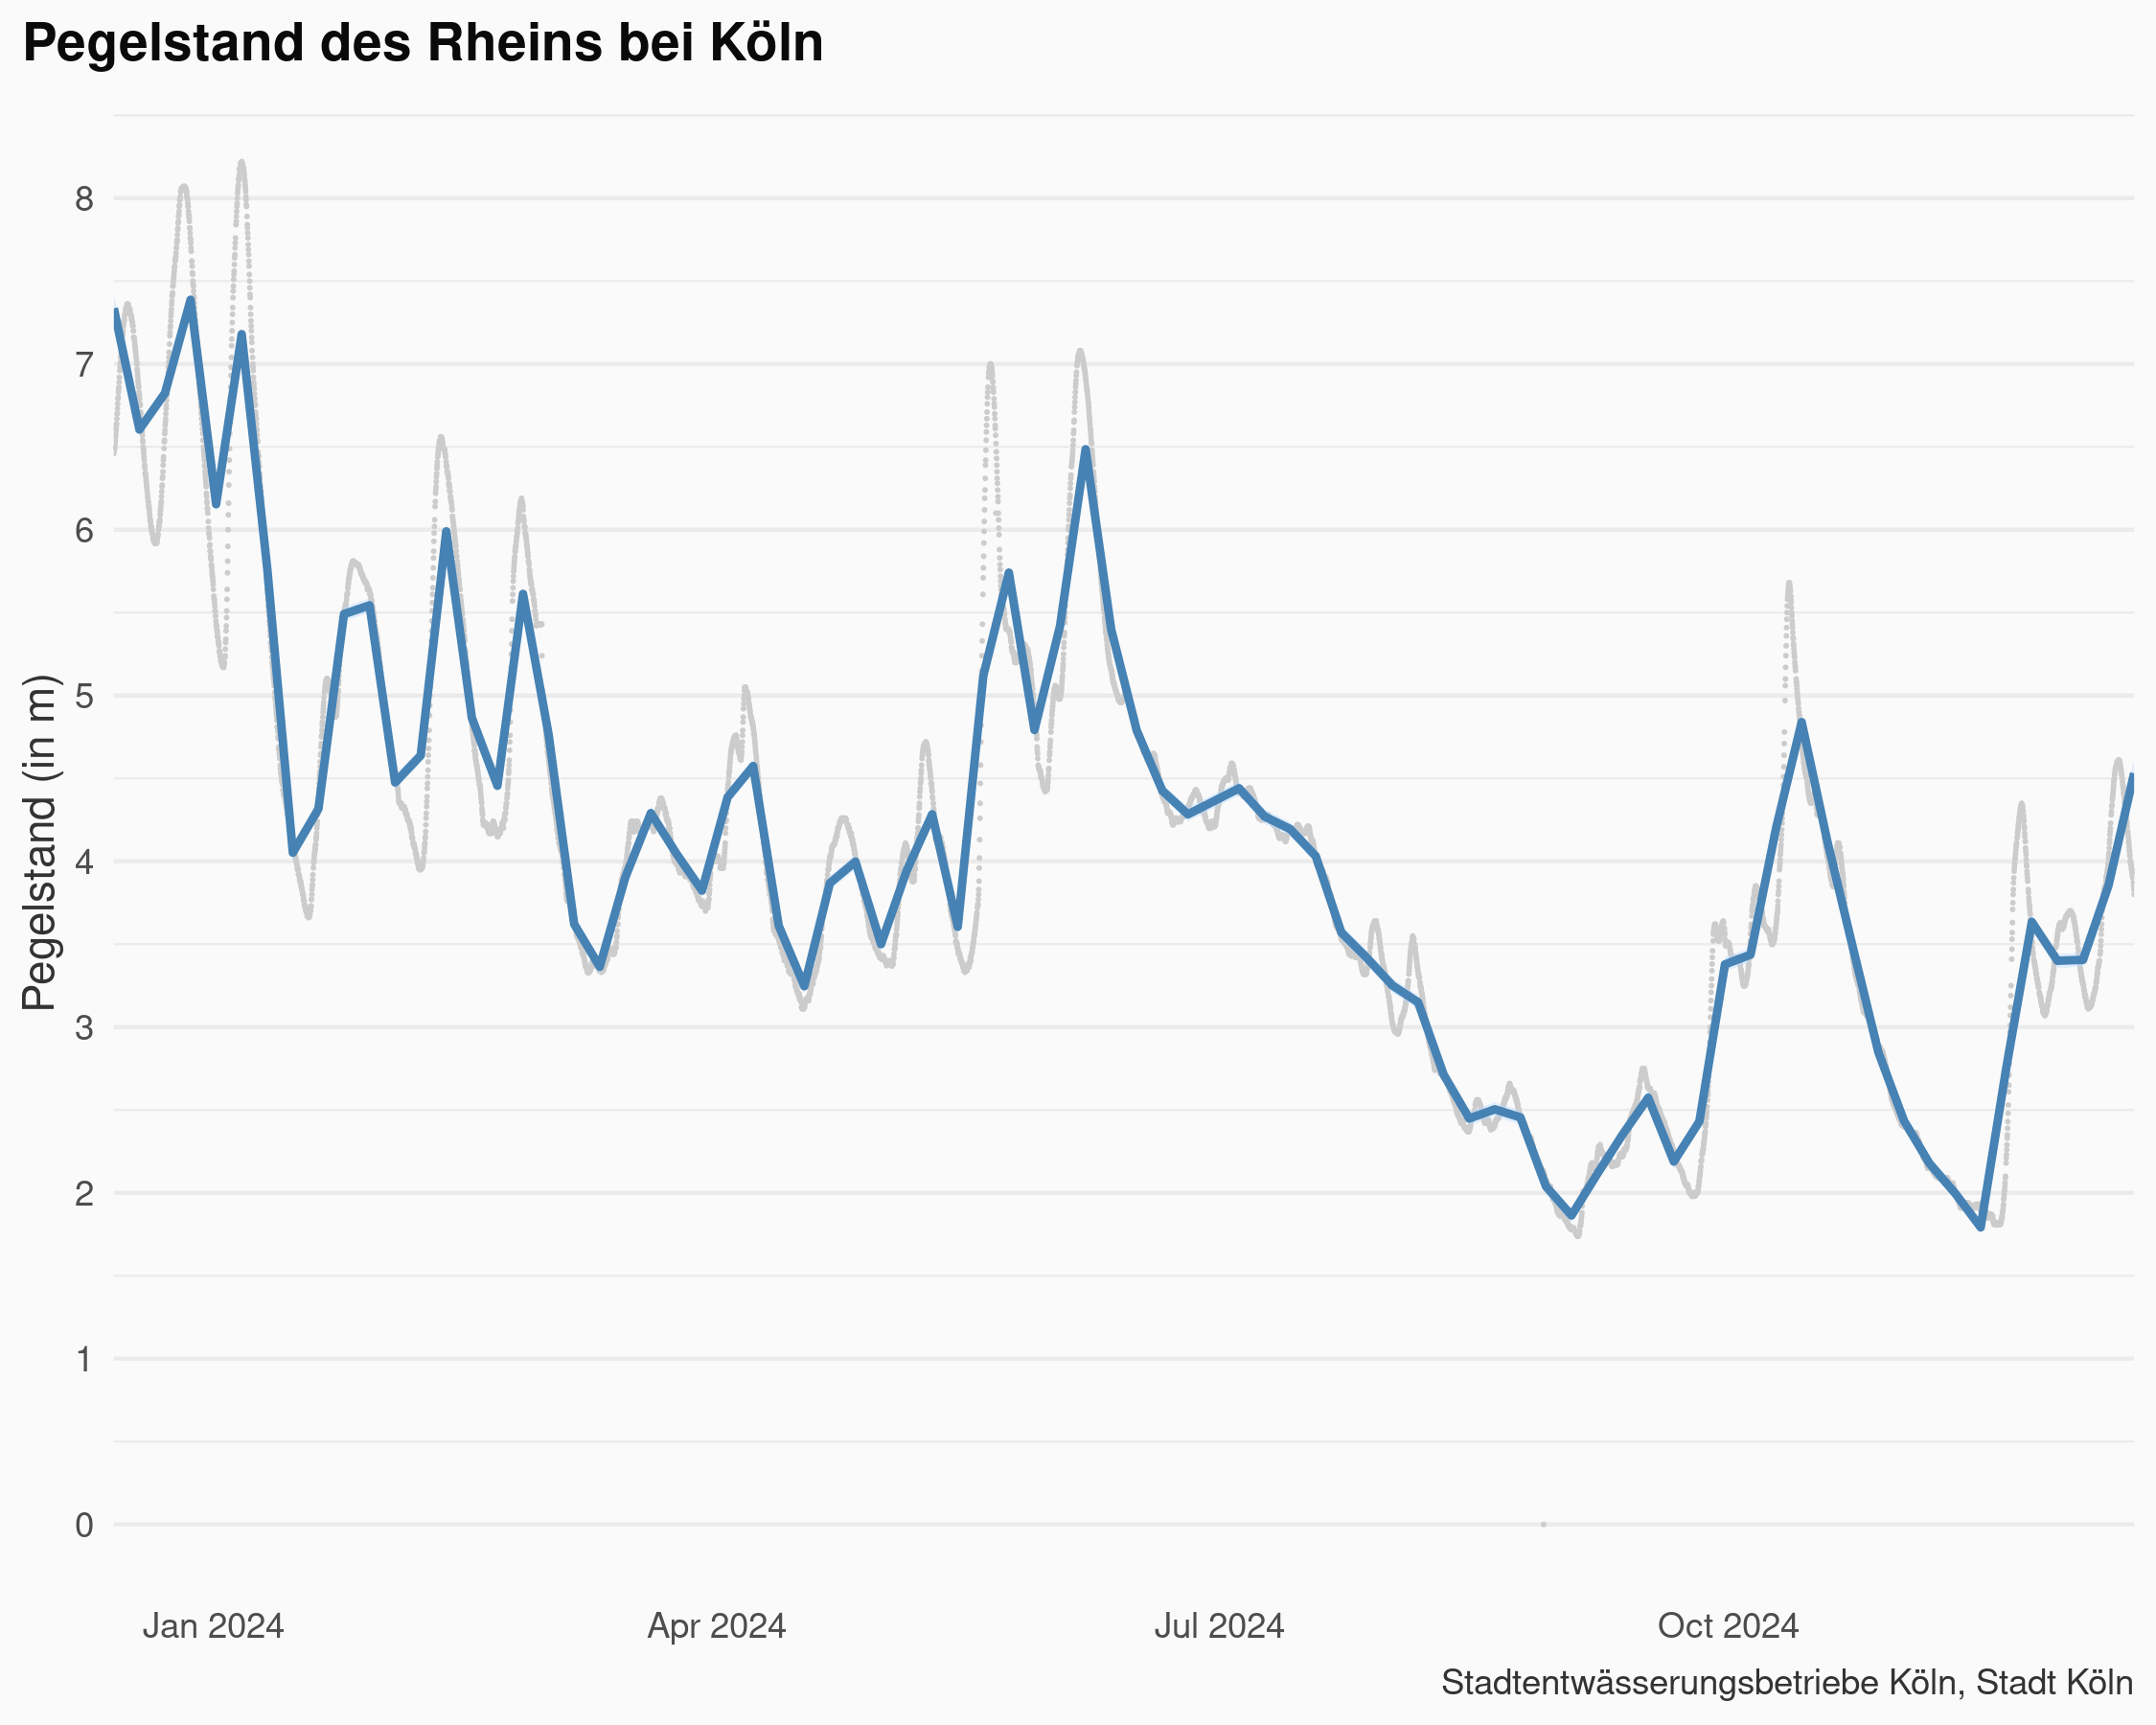 Pegelstand des Rheins bei Köln
Pegelstand (in m)
8
7
6
5
4
3
2
1
0
Jan 2024 Apr 2024 Jul 2024 Oct 2024
Stadtentwässerungsbetriebe Köln, Stadt Köln